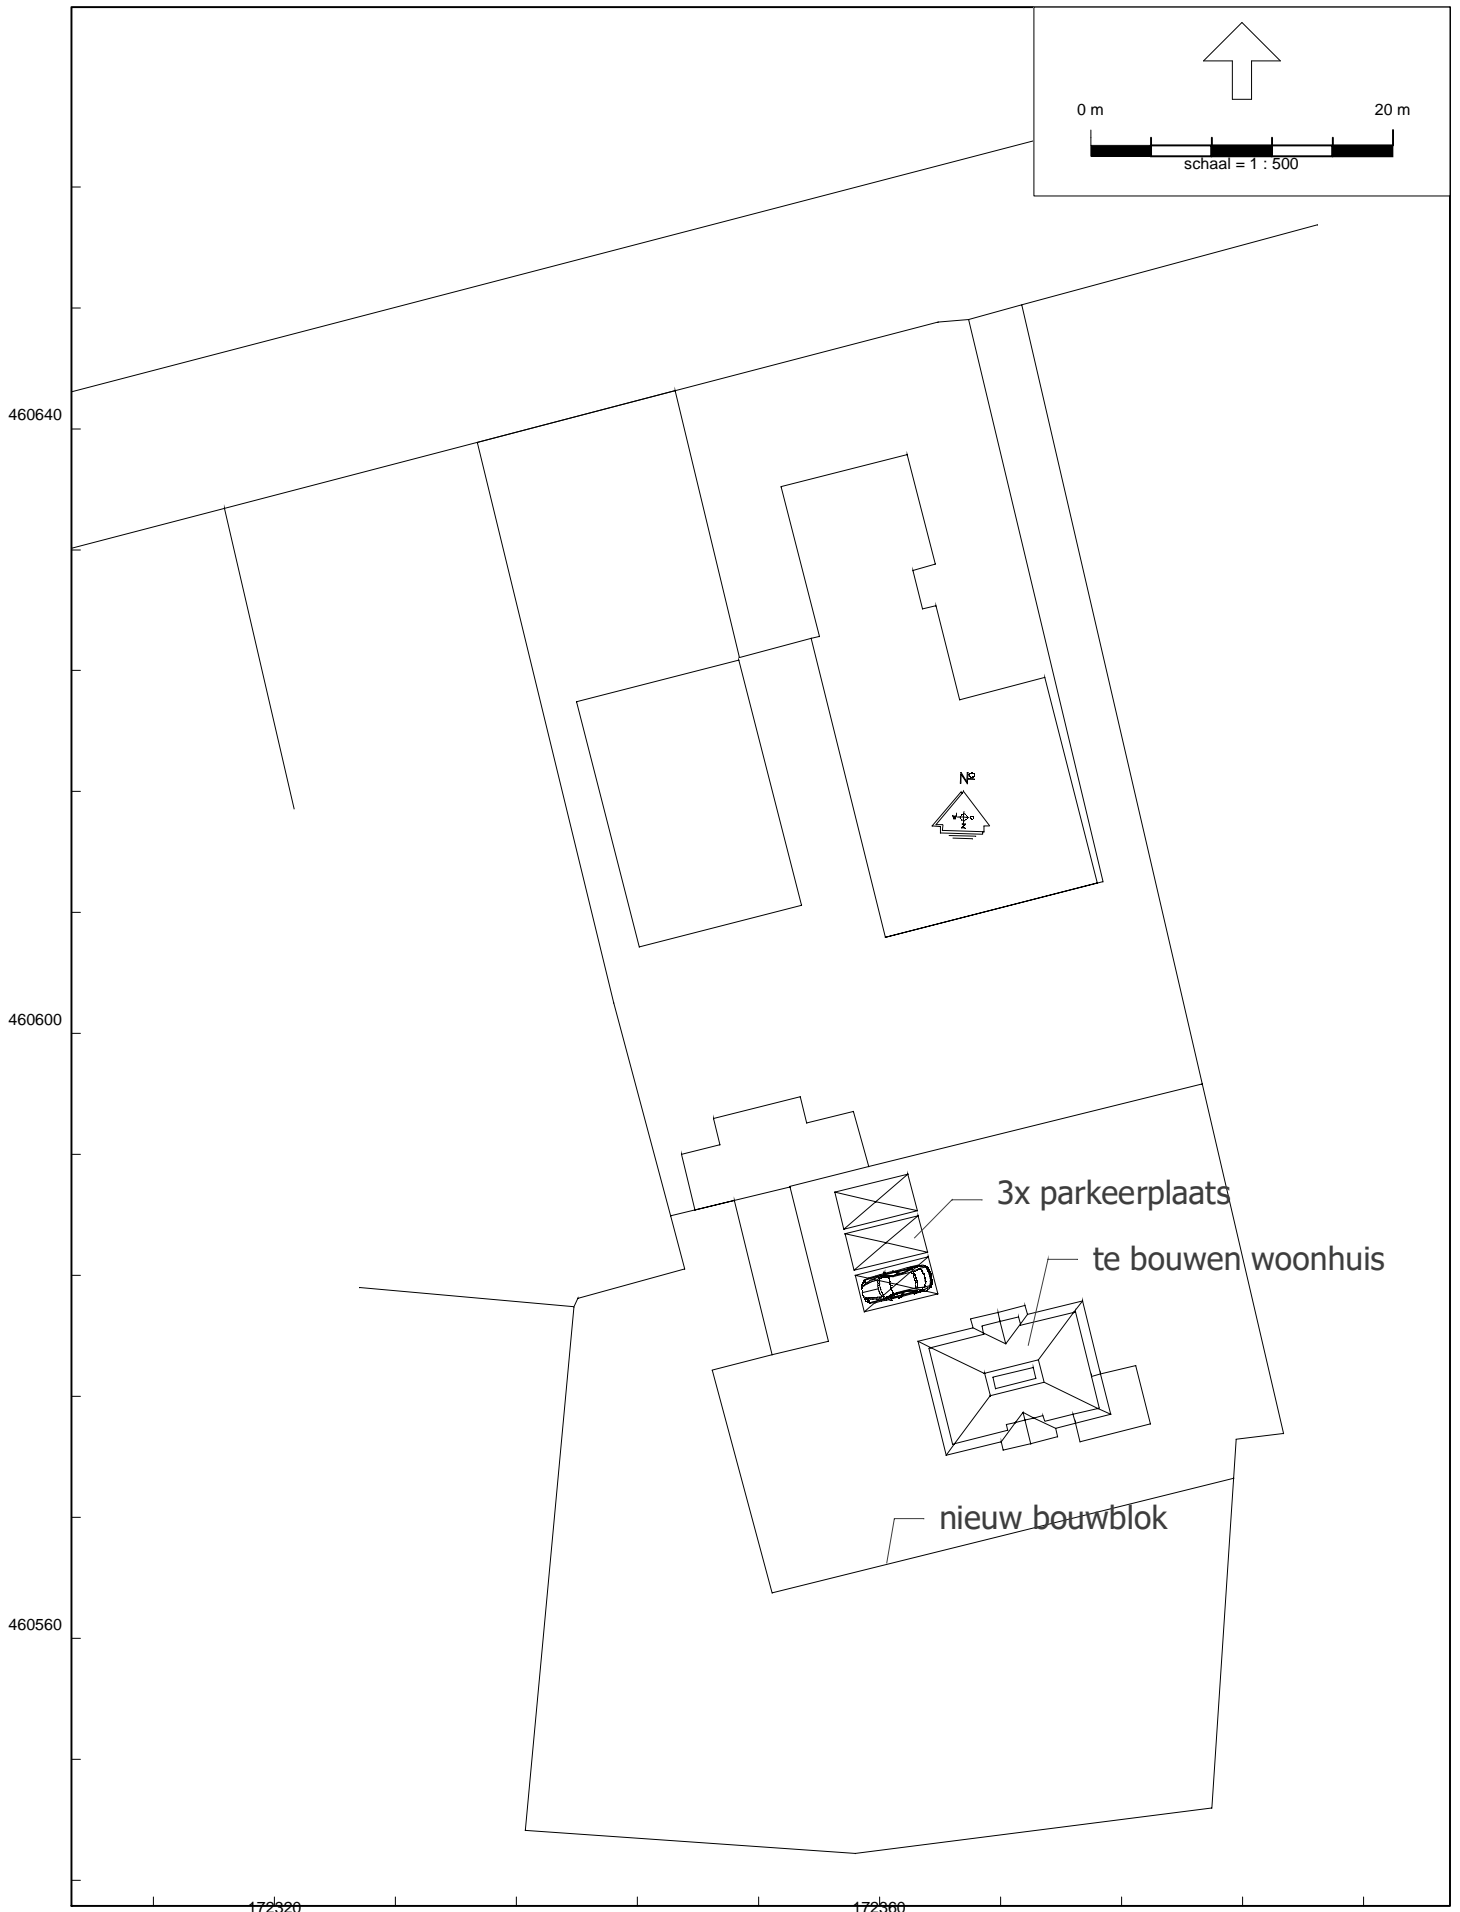 0 m
20 m
schaal = 1 : 500
460640
N
460600
3x parkeerplaats
te bouwen woonhuis
nieuw bouwblok
460560
172320
172360